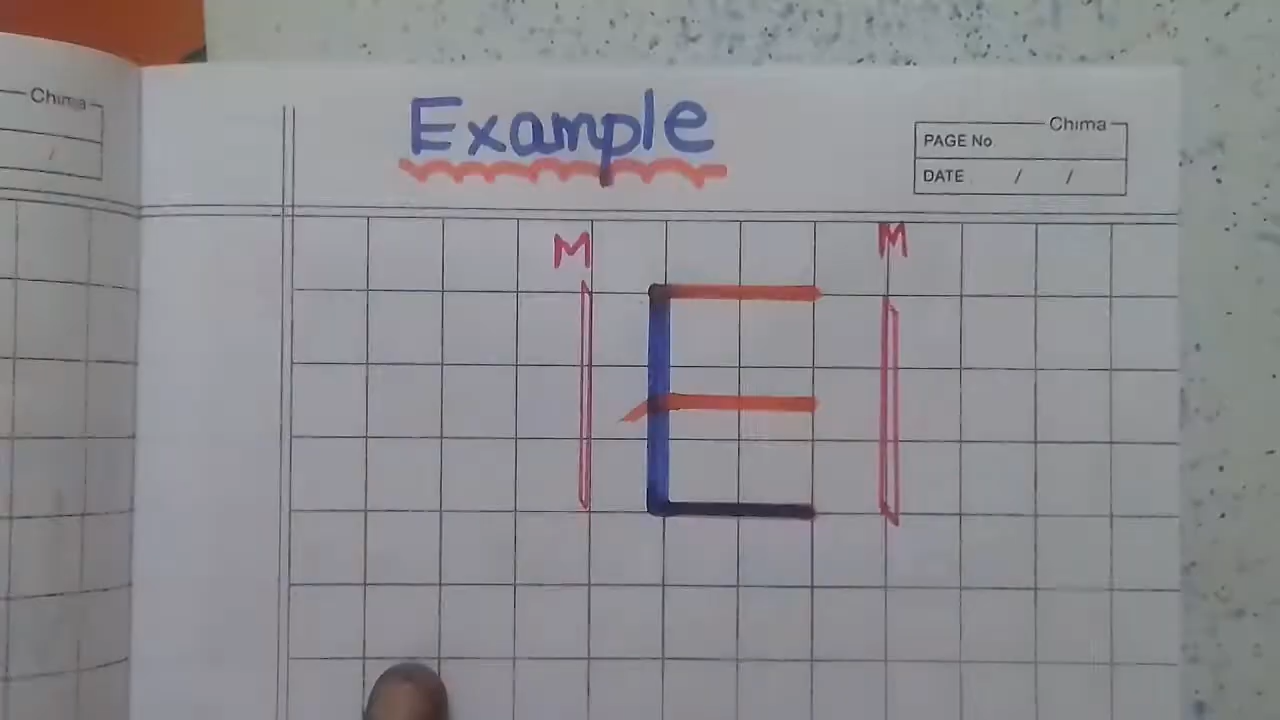 Chima
/
Example
Chima
PAGE No
DATE / /
M M
E